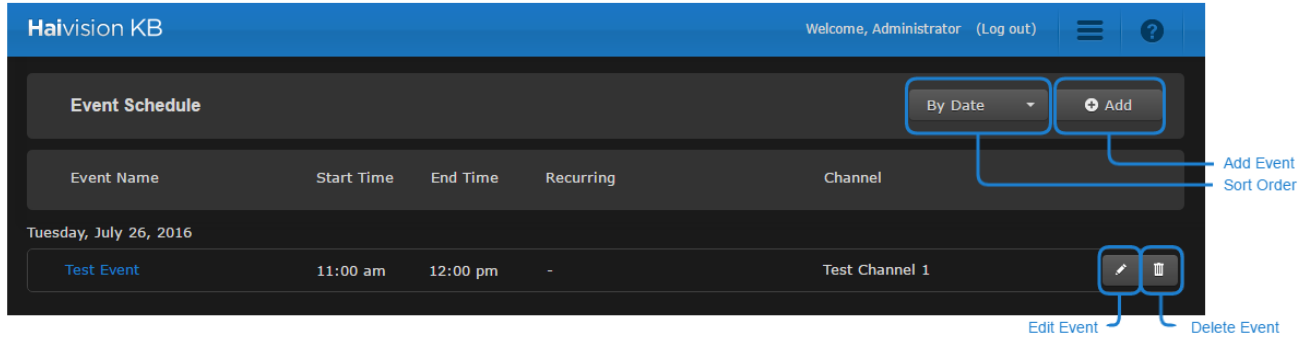 Haivision KB Welcome, Administrator (Log out) ?
Event Schedule By Date Add
Add Event
Event Name Start Time End Time Recurring Channel
Sort Order
Tuesday, July 26, 2016
Test Event 11:00 am 12:00 pm - Test Channel 1
Edit Event Delete Event